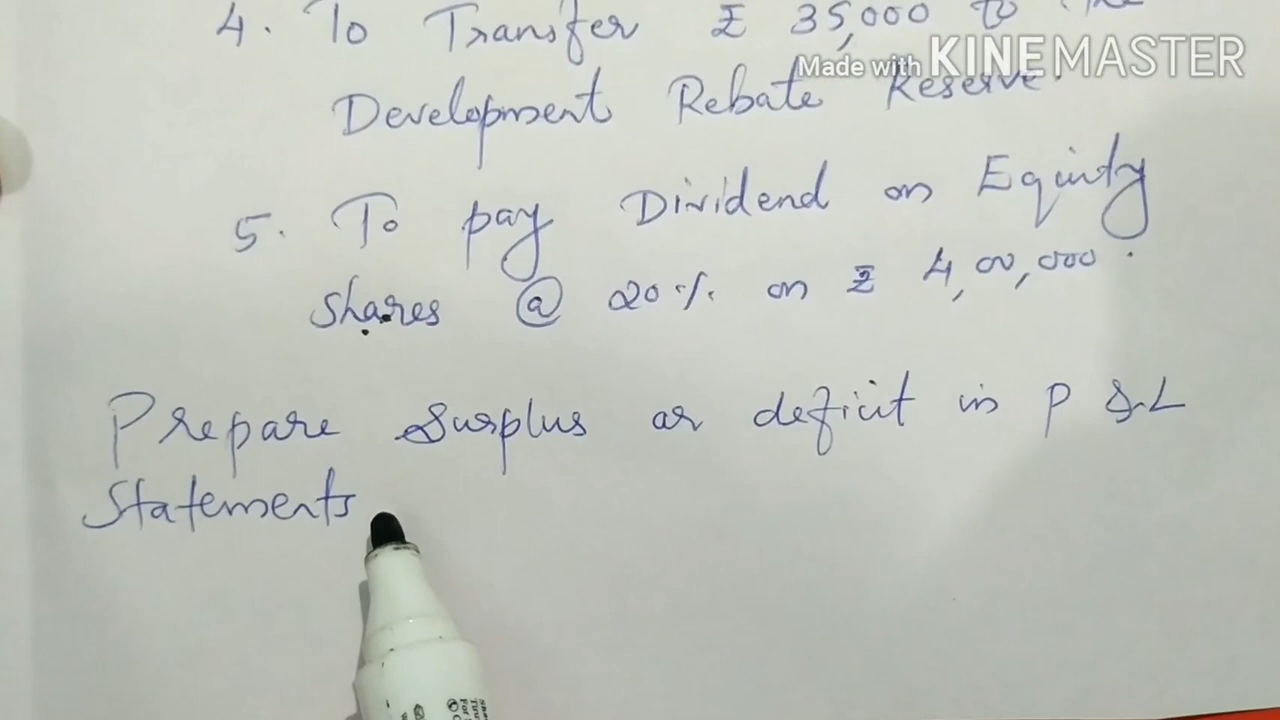 4. To Transfer ₹ 35,000 to the
Made with KINEMASTER
Development Rebate Reserve.
5. To pay Dividend on Equity
Shares @ 20% on ₹ 4,00,000.
Prepare Surplus or deficit in P & L
Statements